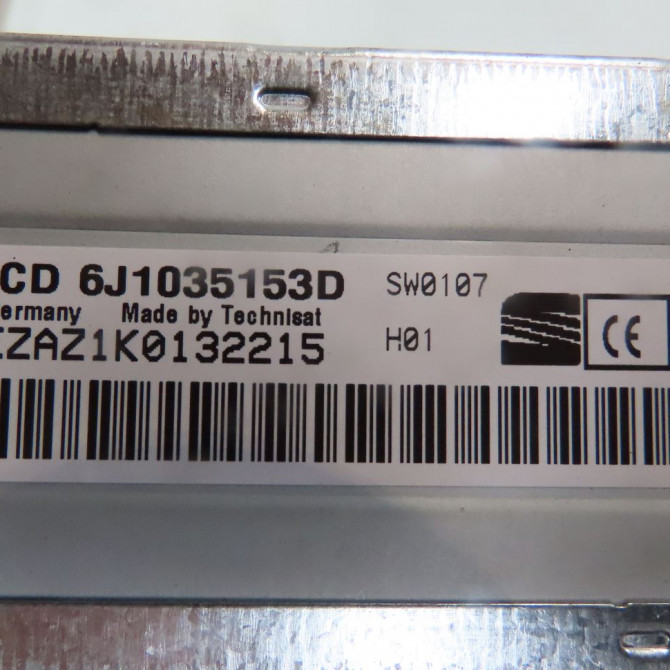 CD 6J1035153D SW0107
ermany Made by Technisat
ZAZ1K0132215 H01
CE